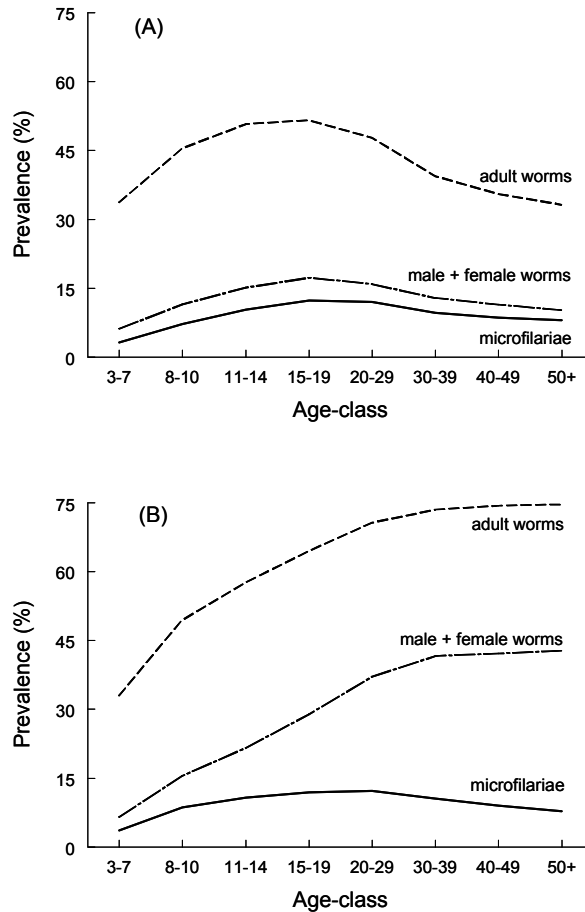 (A)
Prevalence (%)
75
60
45
30
15
0
adult worms
male + female worms
microfilariae
3-7 8-10 11-14 15-19 20-29 30-39 40-49 50+
Age-class
(B)
Prevalence (%)
75
60
45
30
15
0
adult worms
male + female worms
microfilariae
3-7 8-10 11-14 15-19 20-29 30-39 40-49 50+
Age-class